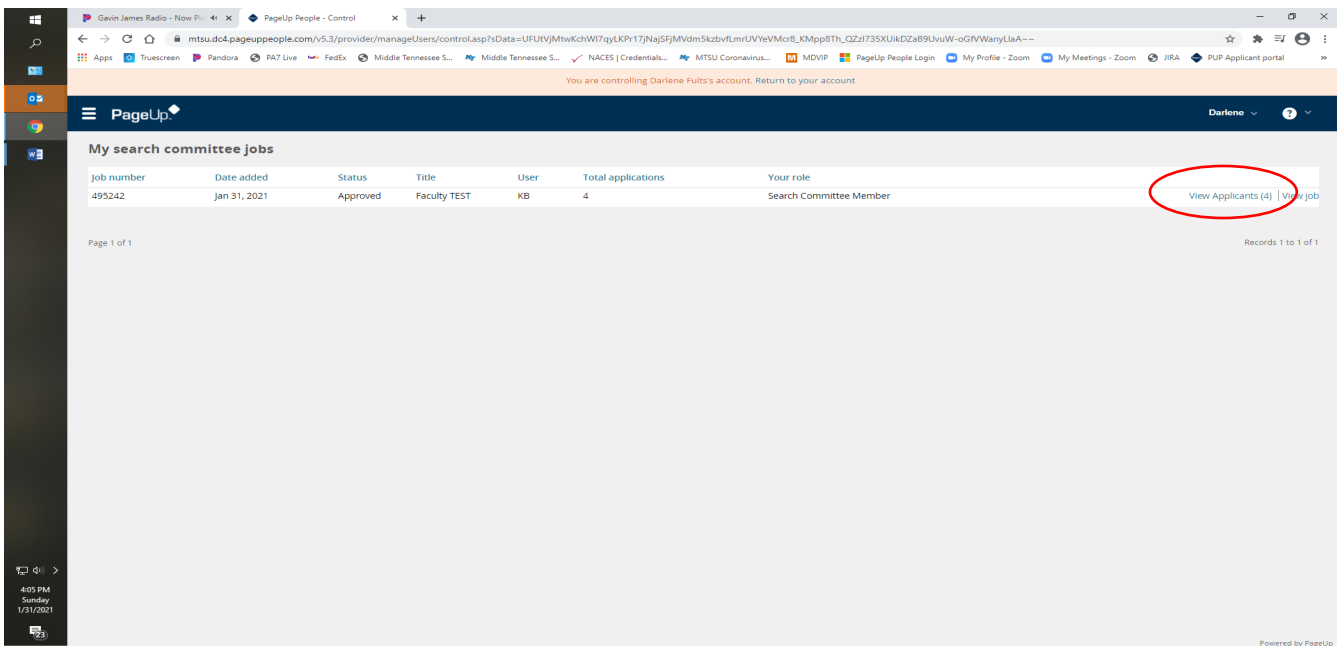 Gavin James Radio - Now Pl
PageUp People - Control
mtsu.dc4.pageuppeople.com/v5.3/provider/manageUsers/control.asp?sData=
Apps Truescreen Pandora PA7 Live FedEx Middle Tennessee S... Middle Tennessee S... NACES | Credentials... MTSU Coronavirus... MDVIP PageUp People Login My Profile - Zoom My Meetings - Zoom JIRA PUP Applicant portal »
You are controlling Darlene Fults's account. Return to your account
PageUp. Darlene ?
My search committee jobs
Job number Date added Status Title User Total applications Your role
495242 Jan 31, 2021 Approved Faculty TEST KB 4 Search Committee Member View Applicants (4) | View job
Page 1 of 1 Records 1 to 1 of 1
4:05 PM
Sunday
1/31/2021
23
Powered by PageUp